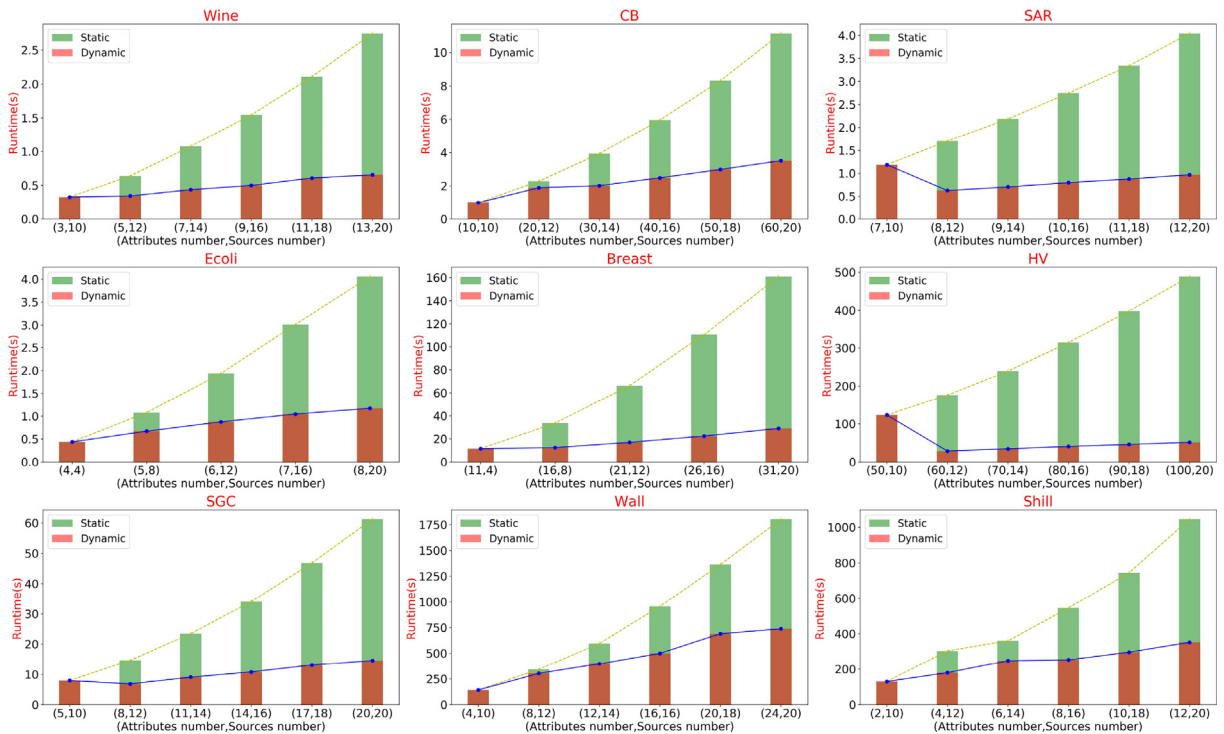 Wine
Static
Dynamic
Runtime(s)
2.5
2.0
1.5
1.0
0.5
0.0
(3,10) (5,12) (7,14) (9,16) (11,18) (13,20)
(Attributes number,Sources number)
CB
Static
Dynamic
Runtime(s)
10
8
6
4
2
0
(10,10) (20,12) (30,14) (40,16) (50,18) (60,20)
(Attributes number,Sources number)
SAR
Static
Dynamic
Runtime(s)
4.0
3.5
3.0
2.5
2.0
1.5
1.0
0.5
0.0
(7,10) (8,12) (9,14) (10,16) (11,18) (12,20)
(Attributes number,Sources number)
Ecoli
Static
Dynamic
Runtime(s)
4.0
3.5
3.0
2.5
2.0
1.5
1.0
0.5
0.0
(4,4) (5,8) (6,12) (7,16) (8,20)
(Attributes number,Sources number)
Breast
Static
Dynamic
Runtime(s)
160
140
120
100
80
60
40
20
0
(11,4) (16,8) (21,12) (26,16) (31,20)
(Attributes number,Sources number)
HV
Static
Dynamic
Runtime(s)
500
400
300
200
100
0
(50,10) (60,12) (70,14) (80,16) (90,18) (100,20)
(Attributes number,Sources number)
SGC
Static
Dynamic
Runtime(s)
60
50
40
30
20
10
0
(5,10) (8,12) (11,14) (14,16) (17,18) (20,20)
(Attributes number,Sources number)
Wall
Static
Dynamic
Runtime(s)
1750
1500
1250
1000
750
500
250
0
(4,10) (8,12) (12,14) (16,16) (20,18) (24,20)
(Attributes number,Sources number)
Shill
Static
Dynamic
Runtime(s)
1000
800
600
400
200
0
(2,10) (4,12) (6,14) (8,16) (10,18) (12,20)
(Attributes number,Sources number)